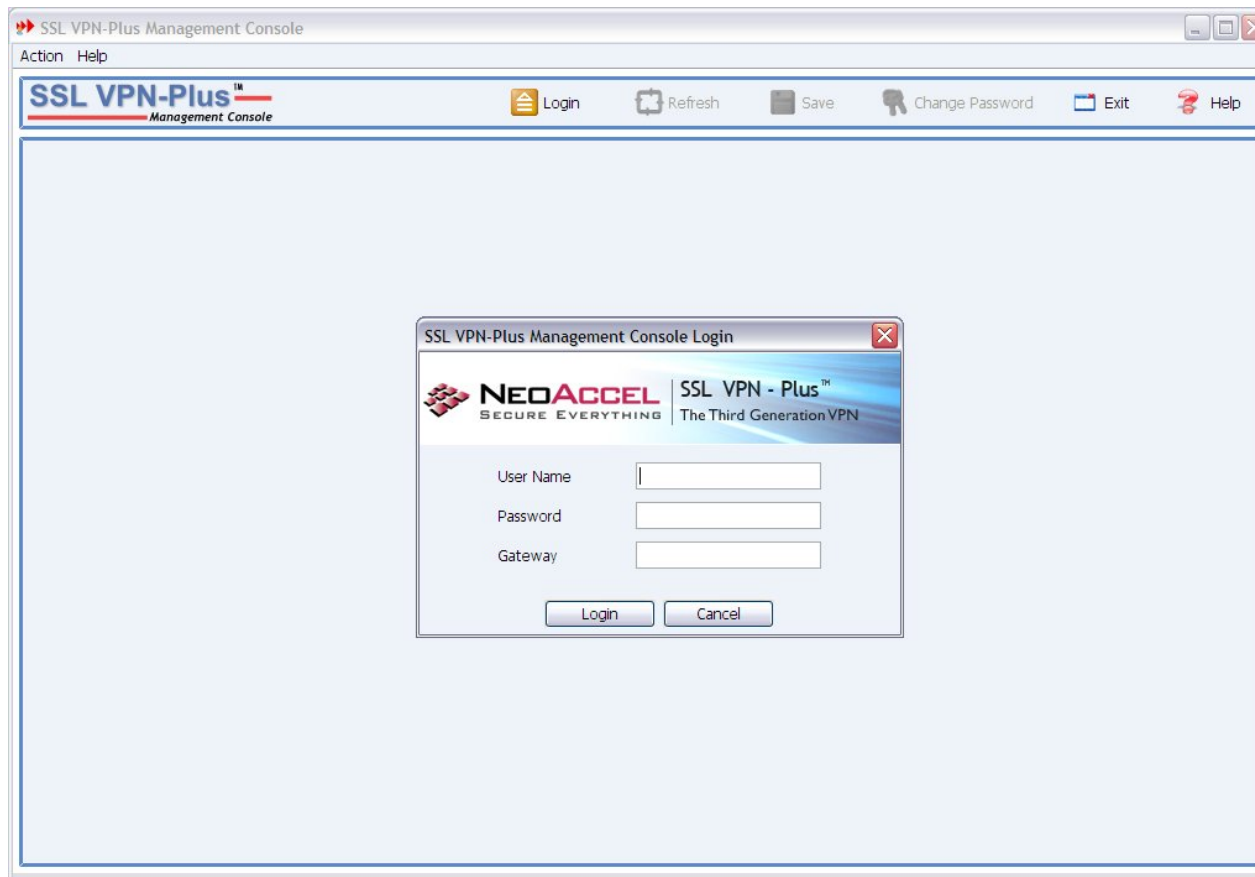 SSL VPN-Plus Management Console
Action Help
SSL VPN-Plus™
Management Console
Login Refresh Save Change Password Exit Help
SSL VPN-Plus Management Console Login
NEOACCEL
SECURE EVERYTHING
SSL VPN - Plus™
The Third Generation VPN
User Name
Password
Gateway
Login Cancel